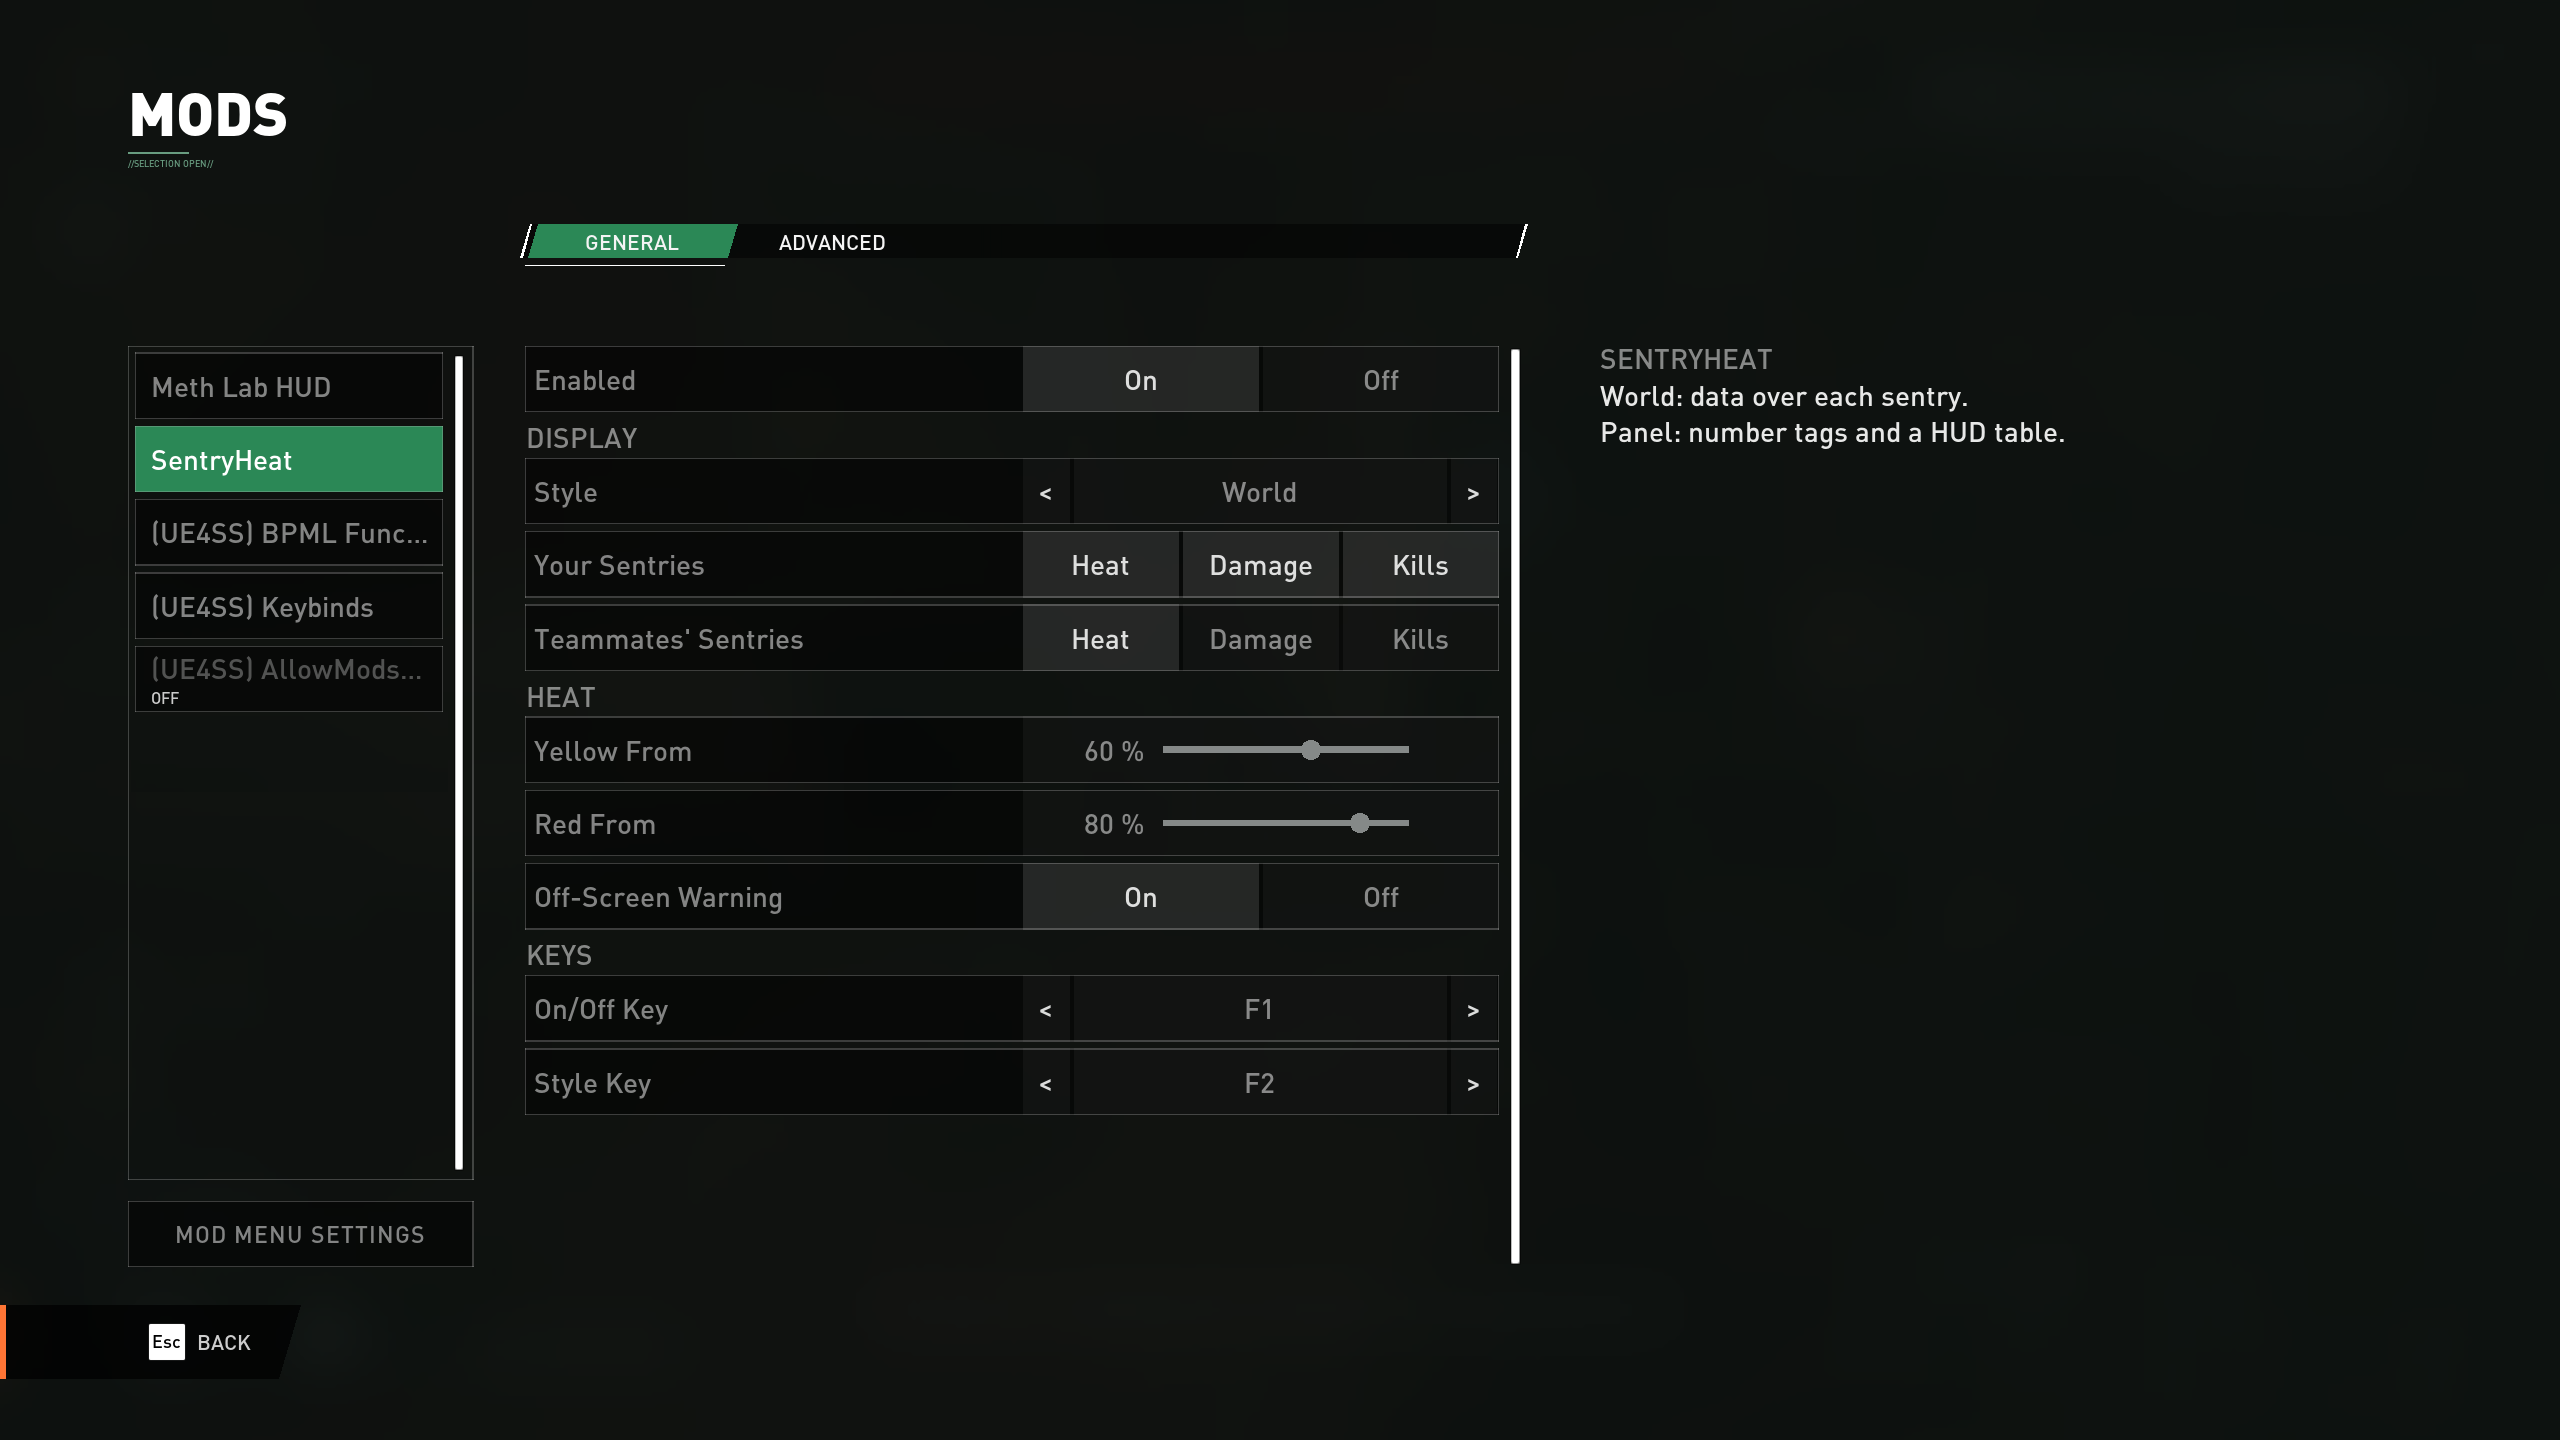 MODS
//SELECTION OPEN//
GENERAL
ADVANCED
Meth Lab HUD
SentryHeat
(UE4SS) BPML Func...
(UE4SS) Keybinds
(UE4SS) AllowMods...
OFF
MOD MENU SETTINGS
Enabled On Off
DISPLAY
Style < World >
Your Sentries Heat Damage Kills
Teammates' Sentries Heat Damage Kills
HEAT
Yellow From 60 %
Red From 80 %
Off-Screen Warning On Off
KEYS
On/Off Key < F1 >
Style Key < F2 >
SENTRYHEAT
World: data over each sentry.
Panel: number tags and a HUD table.
Esc BACK